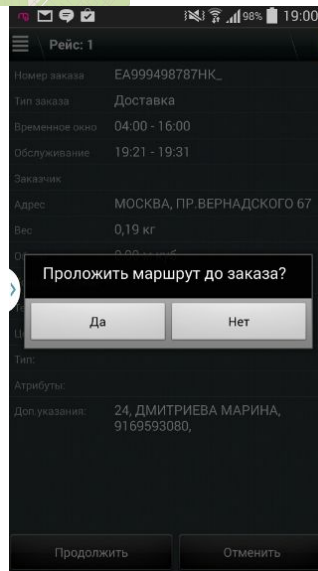 98% 19:00
Рейс: 1
Номер заказа EA999498787HK_
Тип заказа Доставка
Временное окно 04:00 - 16:00
Обслуживание 19:21 - 19:31
Заказчик
Адрес МОСКВА, ПР.ВЕРНАДСКОГО 67
Вес 0,19 кг
Проложить маршрут до заказа?
Да Нет
Тип:
Атрибуты:
Доп.указания: 24, ДМИТРИЕВА МАРИНА,
9169593080,
Продолжить Отменить